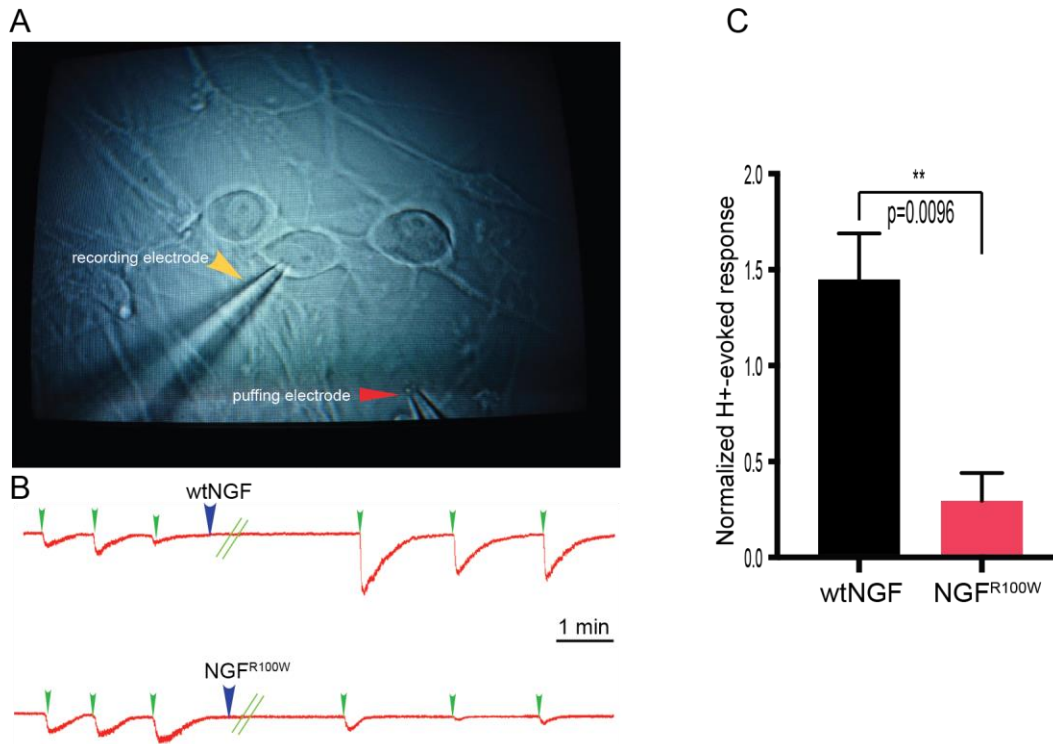 A
recording electrode
puffing electrode
B
wtNGF
1 min
NGFR100W
C
Normalized H+-evoked response
2.0
1.5
1.0
0.5
0.0
**
p=0.0096
wtNGF
NGFR100W